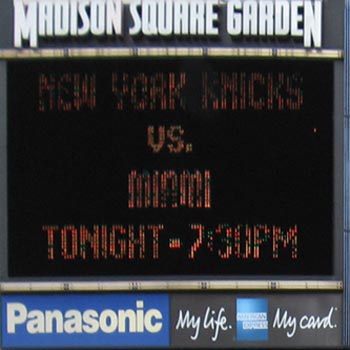 MADISON SQUARE GARDEN
NEW YORK KNICKS
VS.
MIAMI
TONIGHT-7:30PM
Panasonic My life. AMERICAN EXPRESS My card.